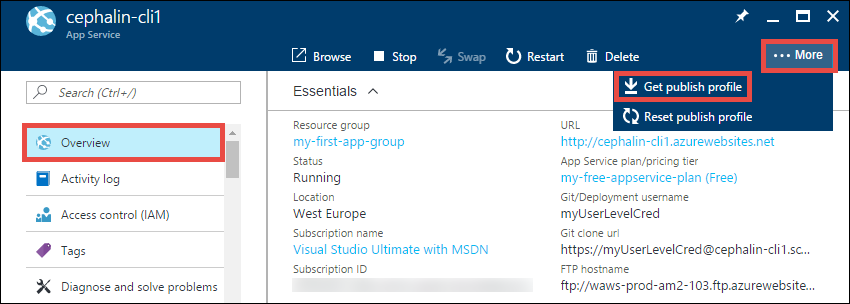 cephalin-cli1
App Service
Browse Stop Swap Restart Delete ••• More
Get publish profile
Reset publish profile
Search (Ctrl+/)
Overview
Activity log
Access control (IAM)
Tags
Diagnose and solve problems
Essentials
Resource group
my-first-app-group
Status
Running
Location
West Europe
Subscription name
Visual Studio Ultimate with MSDN
Subscription ID
URL
http://cephalin-cli1.azurewebsites.net
App Service plan/pricing tier
my-free-appservice-plan (Free)
Git/Deployment username
myUserLevelCred
Git clone url
https://myUserLevelCred@cephalin-cli1.sc...
FTP hostname
ftp://waws-prod-am2-103.ftp.azurewebsites...